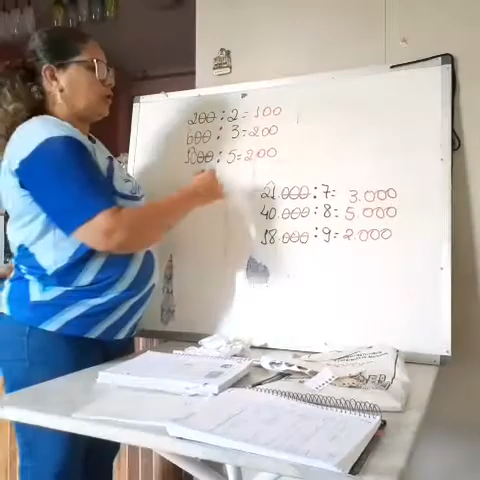 200 : 2 = 100
600 : 3 = 200
1000 : 5 = 200
21.000 : 7 = 3.000
40.000 : 8 = 5.000
18.000 : 9 = 2.000